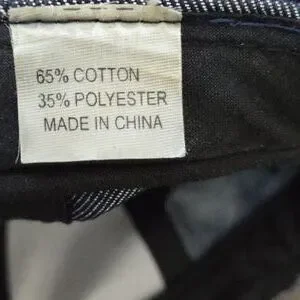 65% COTTON
35% POLYESTER
MADE IN CHINA